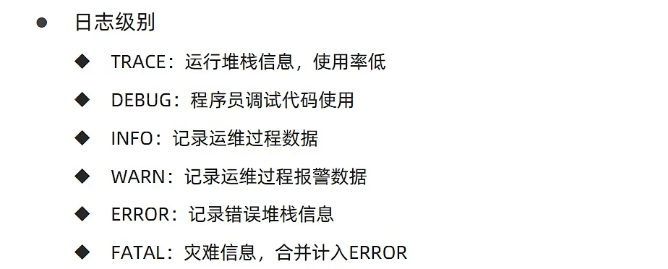 日志级别
TRACE：运行堆栈信息，使用率低
DEBUG：程序员调试代码使用
INFO：记录运维过程数据
WARN：记录运维过程报警数据
ERROR：记录错误堆栈信息
FATAL：灾难信息，合并计入ERROR